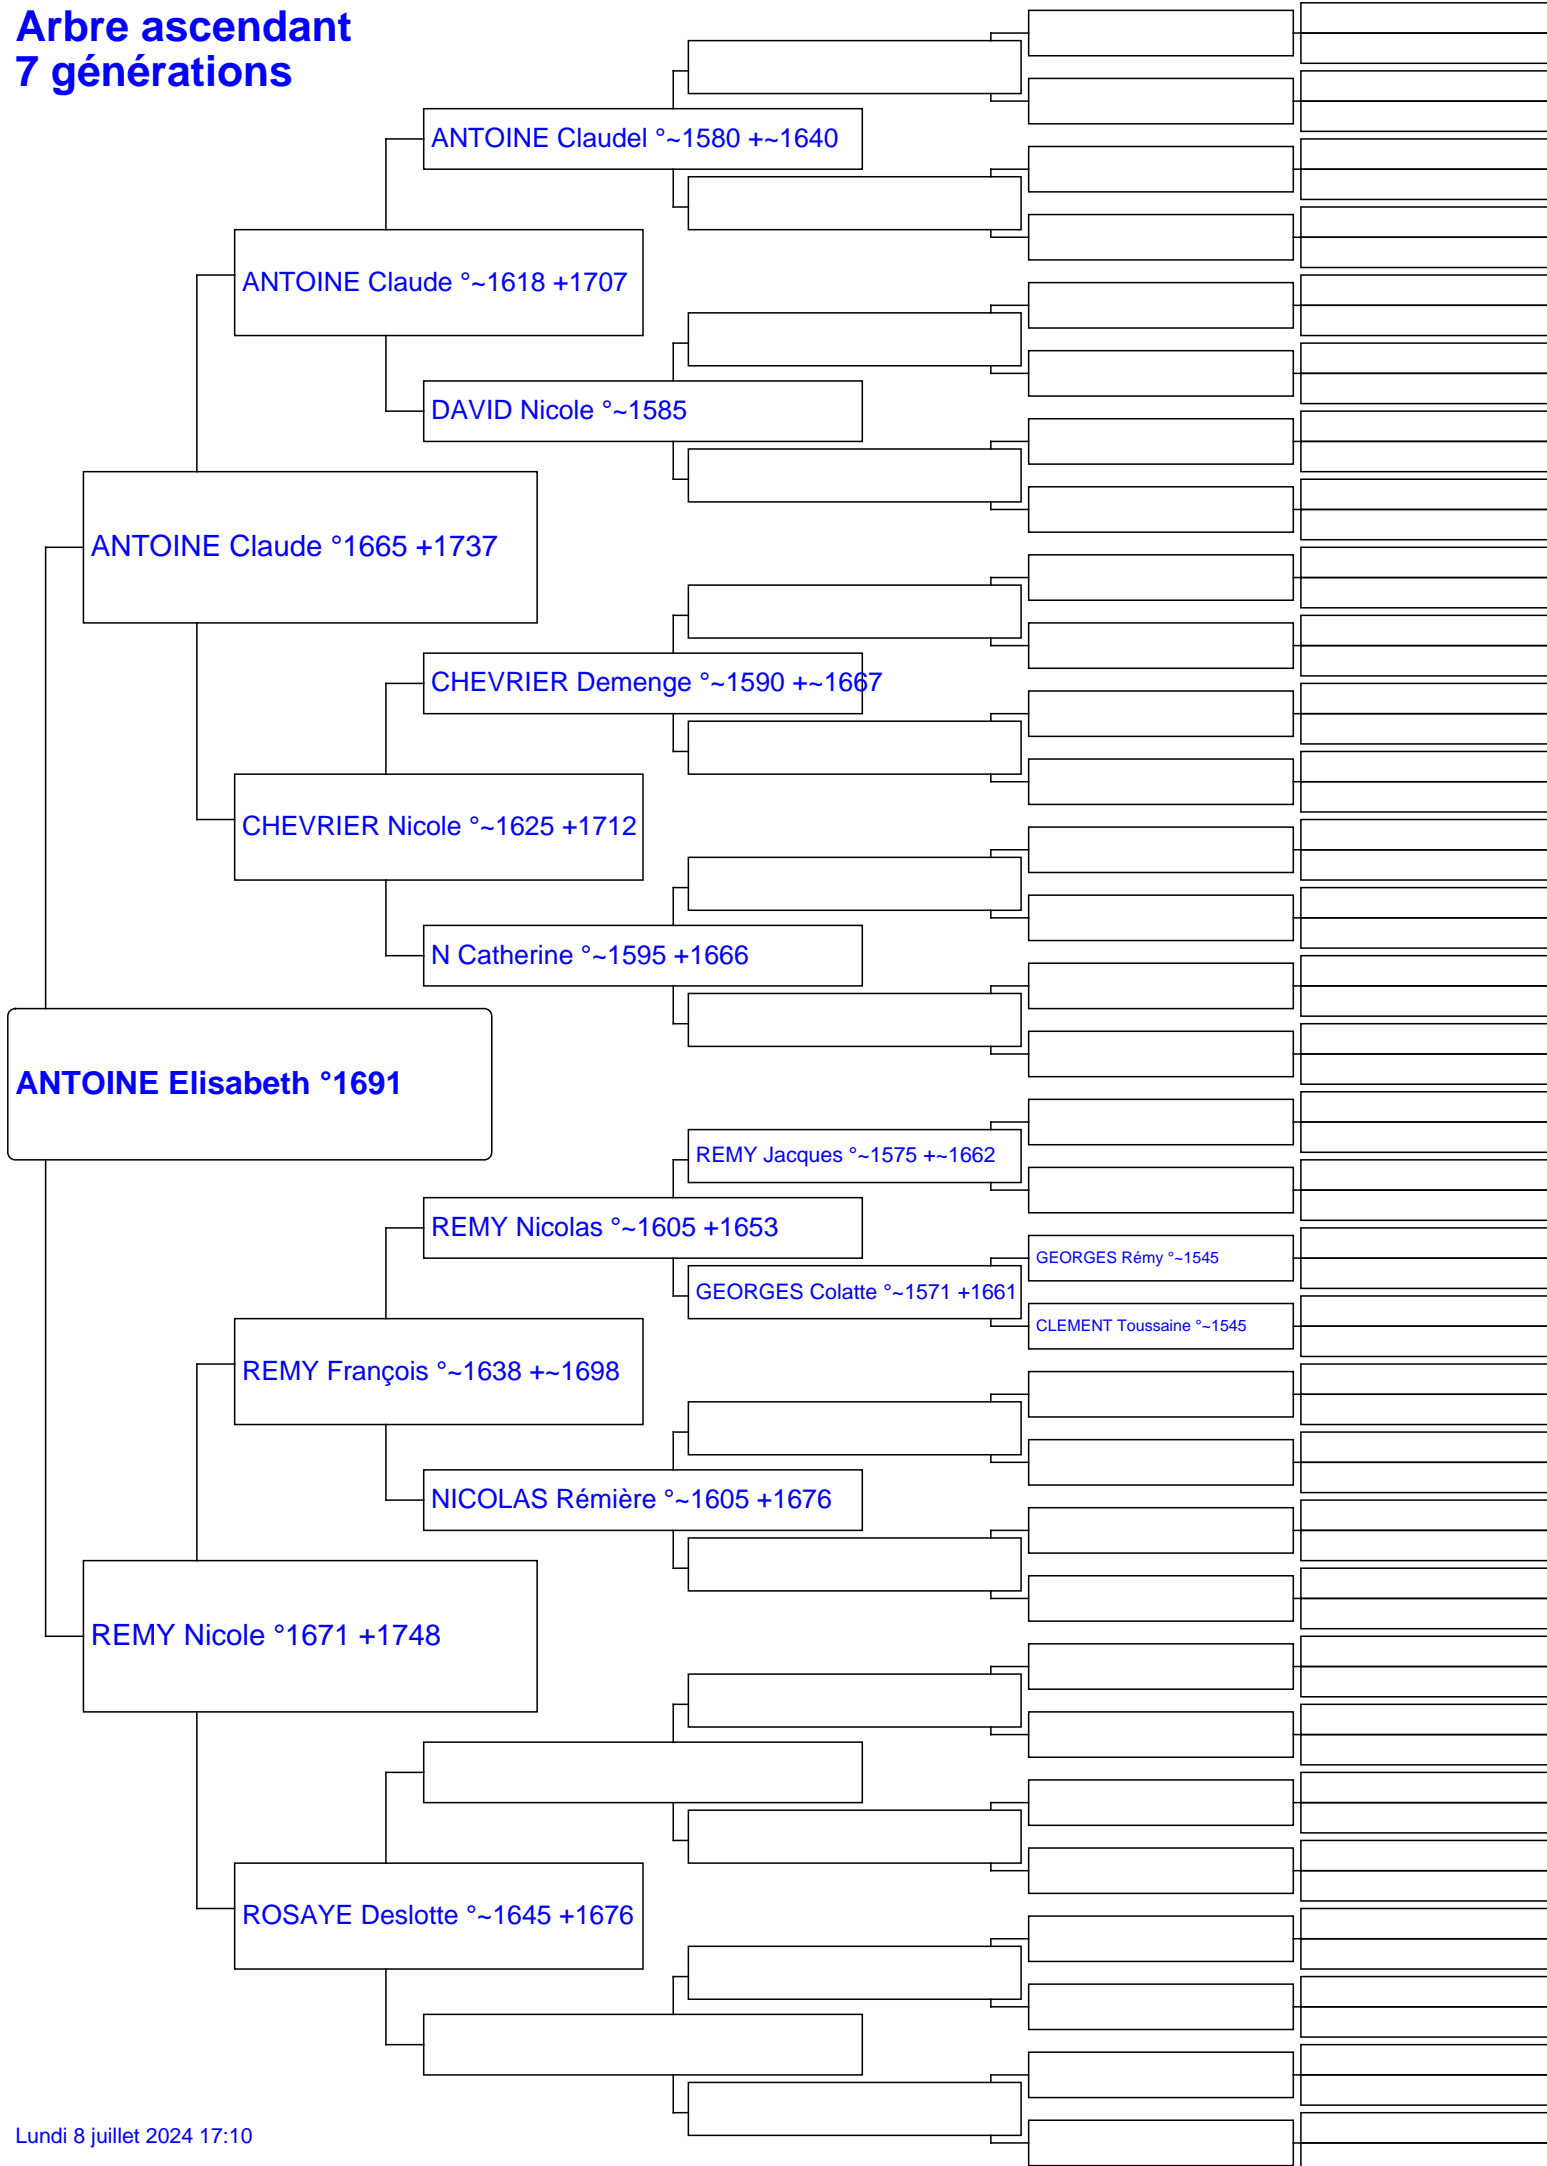 Arbre ascendant
7 générations
ANTOINE Claudel °~1580 +~1640
ANTOINE Claude °~1618 +1707
DAVID Nicole °~1585
ANTOINE Claude °1665 +1737
CHEVRIER Demenge °~1590 +~1667
CHEVRIER Nicole °~1625 +1712
N Catherine °~1595 +1666
ANTOINE Elisabeth °1691
REMY Jacques °~1575 +~1662
REMY Nicolas °~1605 +1653
GEORGES Rémy °~1545
GEORGES Colatte °~1571 +1661
CLEMENT Toussaine °~1545
REMY François °~1638 +~1698
NICOLAS Rémière °~1605 +1676
REMY Nicole °1671 +1748
ROSAYE Deslotte °~1645 +1676
Lundi 8 juillet 2024 17:10